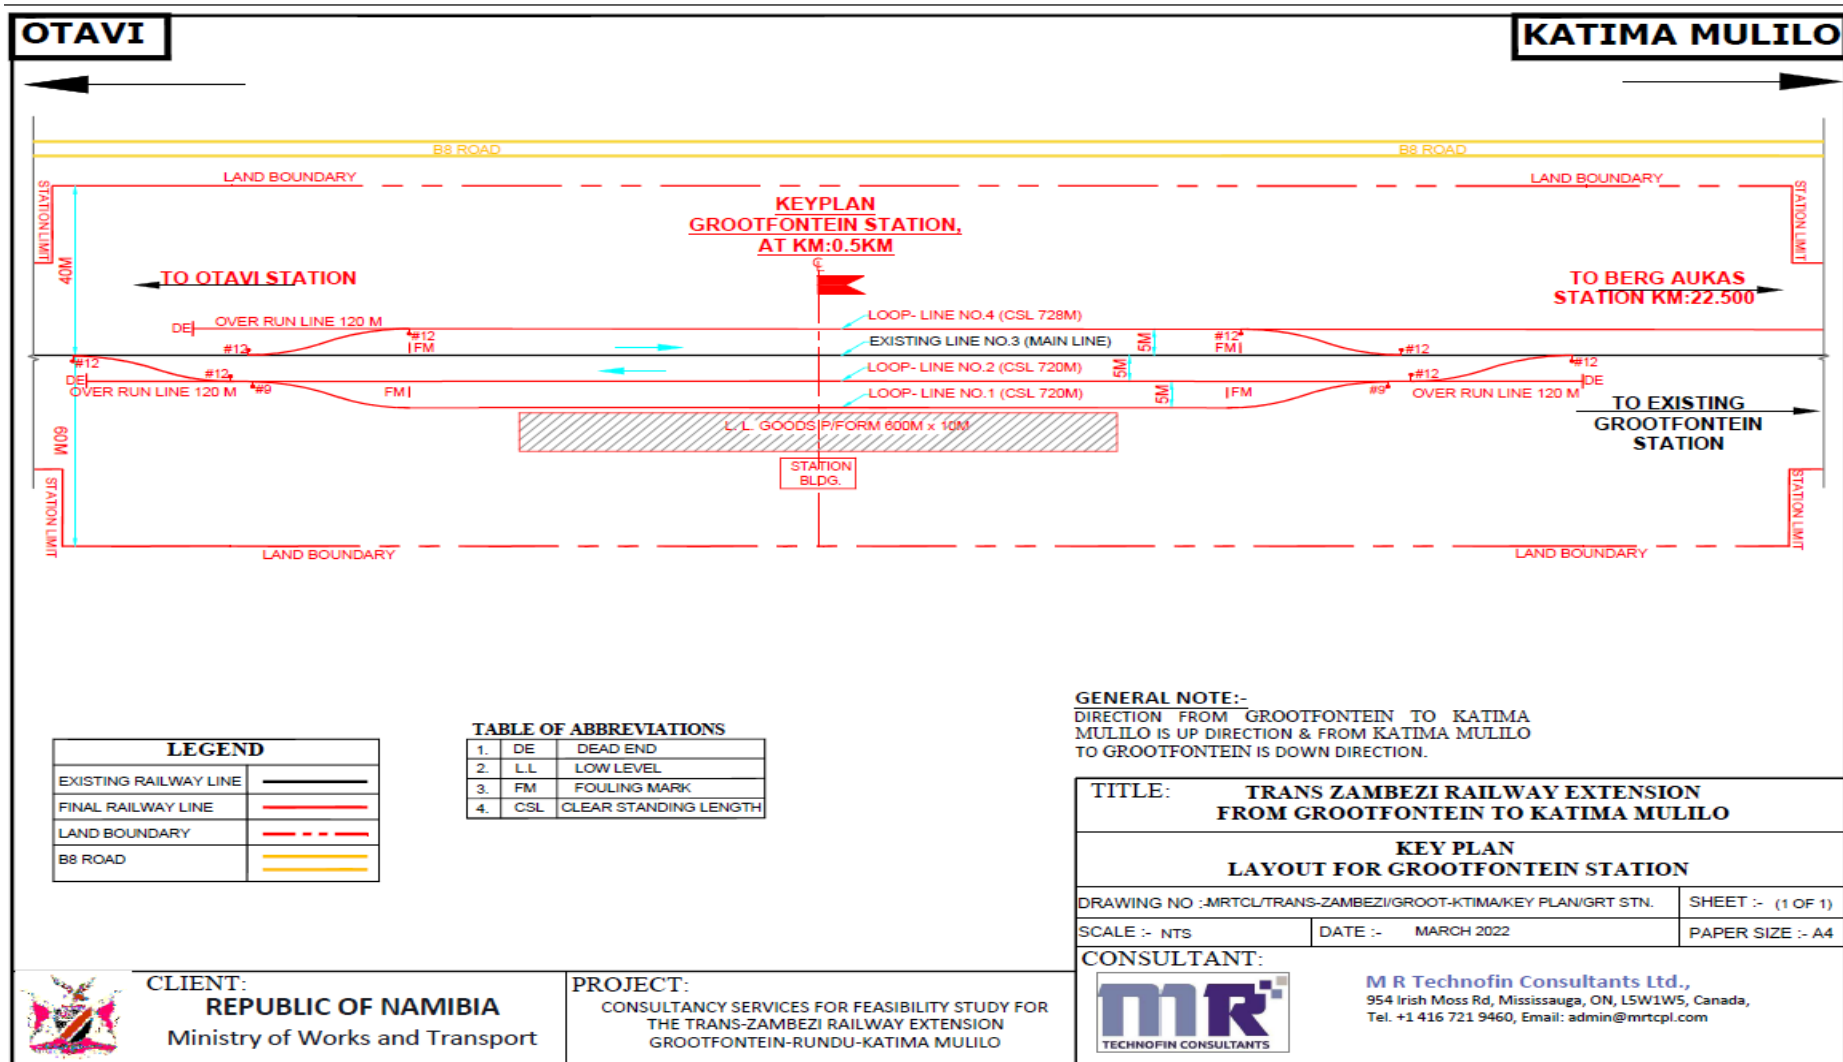 OTAVI
KATIMA MULILO
B8 ROAD
B8 ROAD
LAND BOUNDARY
LAND BOUNDARY
STATION LIMIT
STATION LIMIT
KEYPLAN
GROOTFONTEIN STATION,
AT KM:0.5KM
40M
TO OTAVI STATION
TO BERG AUKAS
STATION KM:22.500
DE
OVER RUN LINE 120 M
LOOP- LINE NO.4 (CSL 728M)
#12
FM
#12
FM
EXISTING LINE NO.3 (MAIN LINE)
5M
#12
#12
#12
#12
LOOP- LINE NO.2 (CSL 720M)
5M
#12
#12
DE
OVER RUN LINE 120 M
#9
FM
LOOP- LINE NO.1 (CSL 720M)
5M
FM
#9
OVER RUN LINE 120 M
DE
TO EXISTING
GROOTFONTEIN
STATION
60M
L. L. GOODS P/FORM 600M x 10M
STATION
BLDG.
STATION LIMIT
STATION LIMIT
LAND BOUNDARY
LAND BOUNDARY
LEGEND
EXISTING RAILWAY LINE
FINAL RAILWAY LINE
LAND BOUNDARY
B8 ROAD
TABLE OF ABBREVIATIONS
1. DE DEAD END
2. L.L LOW LEVEL
3. FM FOULING MARK
4. CSL CLEAR STANDING LENGTH
GENERAL NOTE:-
DIRECTION FROM GROOTFONTEIN TO KATIMA
MULILO IS UP DIRECTION & FROM KATIMA MULILO
TO GROOTFONTEIN IS DOWN DIRECTION.
TITLE: TRANS ZAMBEZI RAILWAY EXTENSION
FROM GROOTFONTEIN TO KATIMA MULILO
KEY PLAN
LAYOUT FOR GROOTFONTEIN STATION
DRAWING NO :-MRTCL/TRANS-ZAMBEZI/GROOT-KTIMA/KEY PLAN/GRT STN.
SHEET :- (1 OF 1)
SCALE :- NTS
DATE :- MARCH 2022
PAPER SIZE :- A4
CONSULTANT:
mR
TECHNOFIN CONSULTANTS
M R Technofin Consultants Ltd.,
954 Irish Moss Rd, Mississauga, ON, L5W1W5, Canada,
Tel. +1 416 721 9460, Email: admin@mrtcpl.com
CLIENT:
REPUBLIC OF NAMIBIA
Ministry of Works and Transport
PROJECT:
CONSULTANCY SERVICES FOR FEASIBILITY STUDY FOR
THE TRANS-ZAMBEZI RAILWAY EXTENSION
GROOTFONTEIN-RUNDU-KATIMA MULILO